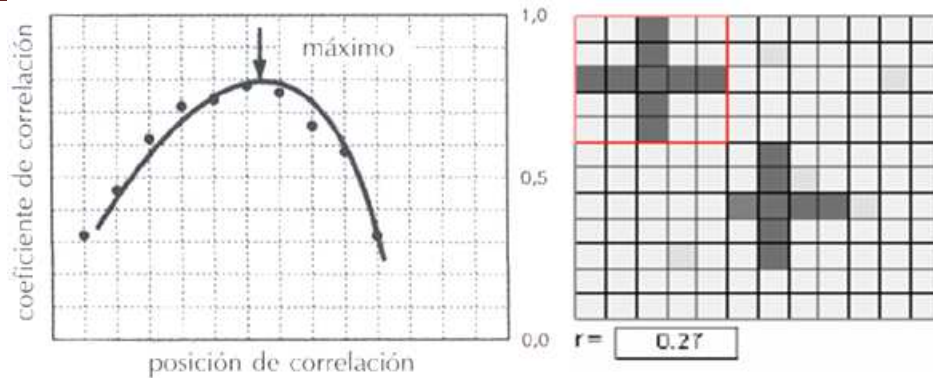 coeficiente de correlación
máximo
1,0
0,5
0,0
posición de correlación
r= 0.27